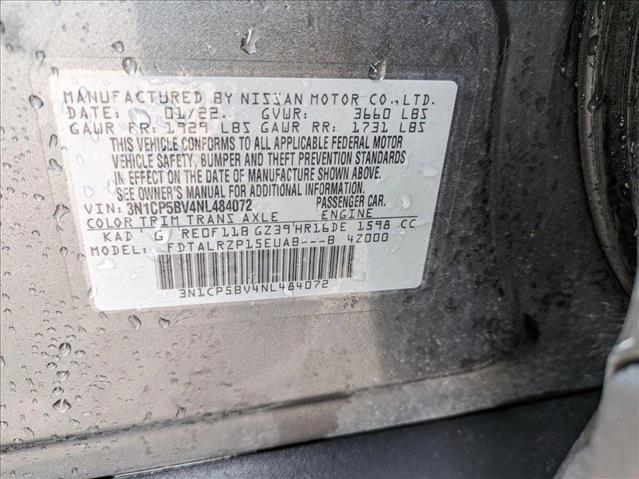 MANUFACTURED BY NISSAN MOTOR CO.,LTD.
DATE: 01/22. GVWR: 3660 LBS
GAWR FR: 1929 LBS GAWR RR: 1731 LBS
THIS VEHICLE CONFORMS TO ALL APPLICABLE FEDERAL MOTOR
VEHICLE SAFETY, BUMPER AND THEFT PREVENTION STANDARDS
IN EFFECT ON THE DATE OF MANUFACTURE SHOWN ABOVE.
SEE OWNER'S MANUAL FOR ADDITIONAL INFORMATION.
VIN: 3N1CP5BV4NL484072 PASSENGER CAR
COLOR TRIM TRANS AXLE ENGINE
KAD G RE0F11B GZ39 HR16DE 1598 CC
MODEL: FDTALRZP15EUAB---B 4Z000
3N1CP5BV4NL484072